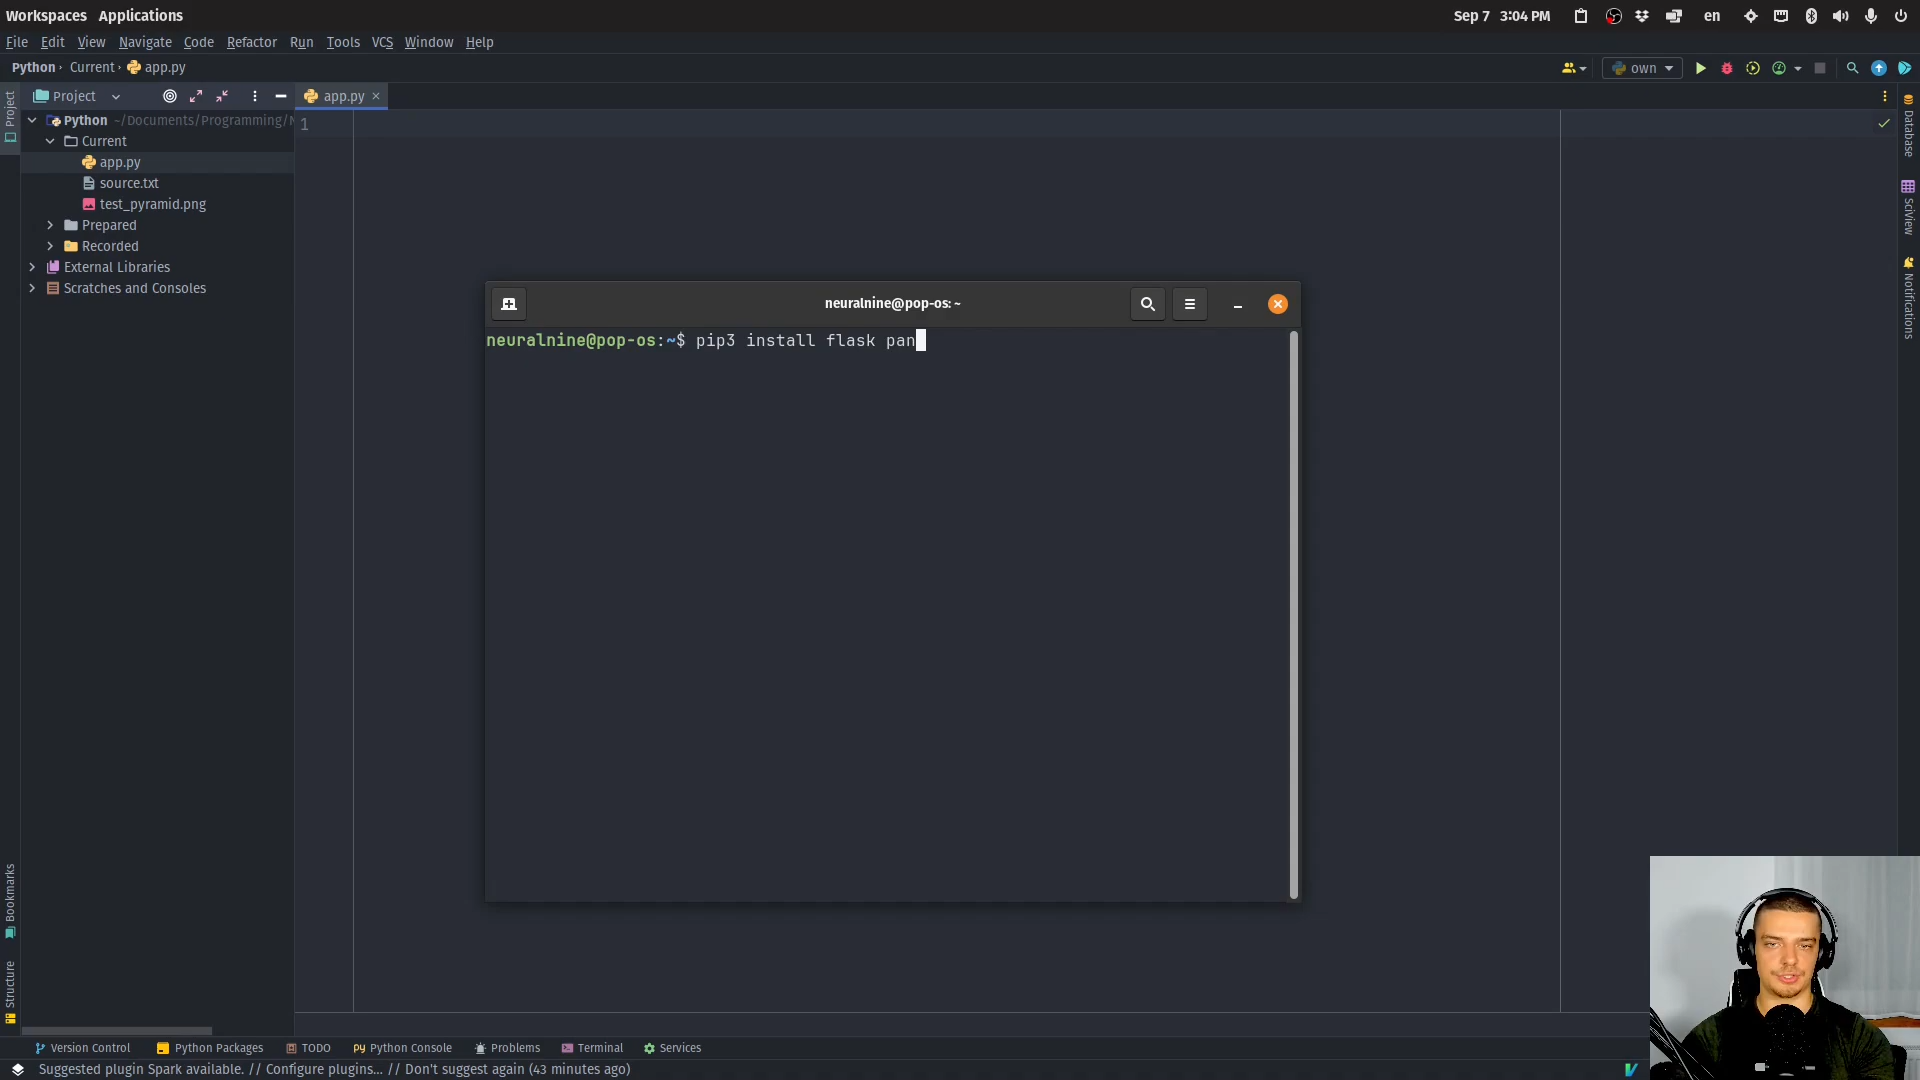 Workspaces Applications
Sep 7 3:04 PM
en
File Edit View Navigate Code Refactor Run Tools VCS Window Help
Python › Current › app.py
own
Project
app.py
Python ~/Documents/Programming/
Current
app.py
source.txt
test_pyramid.png
Prepared
Recorded
External Libraries
Scratches and Consoles
1
Project
Bookmarks
Structure
Database
SciView
Notifications
neuralnine@pop-os: ~
neuralnine@pop-os:~$ pip3 install flask pan
Version Control Python Packages TODO Python Console Problems Terminal Services
Suggested plugin Spark available. // Configure plugins... // Don't suggest again (43 minutes ago)